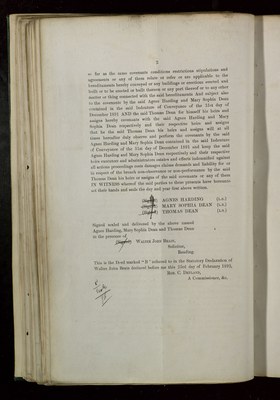 3
so far as the same covenants conditions restrictions stipulations and
agreements or any of them relate or refer or are applicable to the
hereditaments hereby conveyed or any buildings or erections erected and
built or to be erected or built thereon or any part thereof or to any other
matter or thing connected with the said hereditaments And subject also
to the covenants by the said Agnes Harding and Mary Sophia Dean
contained in the said Indenture of Conveyance of the 31st day of
December 1931 AND the said Thomas Dean for himself his heirs and
assigns hereby covenants with the said Agnes Harding and Mary
Sophia Dean respectively and their respective heirs and assigns
that he the said Thomas Dean his heirs and assigns will at all
times hereafter duly observe and perform the covenants by the said
Agnes Harding and Mary Sophia Dean contained in the said Indenture
of Conveyance of the 31st day of December 1931 and keep the said
Agnes Harding and Mary Sophia Dean respectively and their respective
heirs executors and administrators estates and effects indemnified against
all actions proceedings costs damages claims demands and liability for or
in respect of the breach non-observance or non-performance by the said
Thomas Dean his heirs or assigns of the said covenants or any of them
IN WITNESS whereof the said parties to these presents have hereunto
set their hands and seals the day and year first above written.
AGNES HARDING (L.S.)
MARY SOPHIA DEAN (L.S.)
THOMAS DEAN (L.S.)
Signed sealed and delivered by the above named
Agnes Harding, Mary Sophia Dean and Thomas Dean
in the presence of
WALTER JOHN
Solicitor,
Reading.
This is the Deed marked "B" referred to in the Statutory Declaration of
Walter John declared before me this 21st day of February 1933,
A Commissioner, &c.